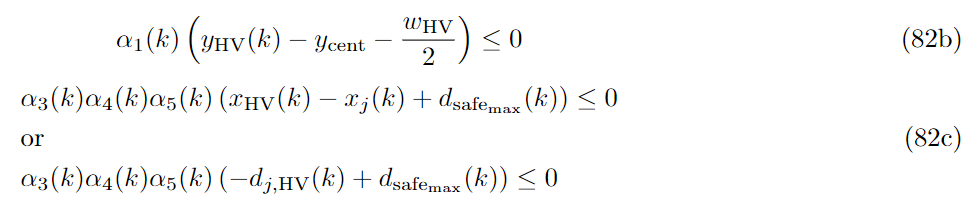 α₁(k) ( y_HV(k) − y_cent − w_HV/2 ) ≤ 0 (82b)
α₃(k)α₄(k)α₅(k) (x_HV(k) − x_j(k) + d_safe_max(k)) ≤ 0
or (82c)
α₃(k)α₄(k)α₅(k) (−d_j,HV(k) + d_safe_max(k)) ≤ 0